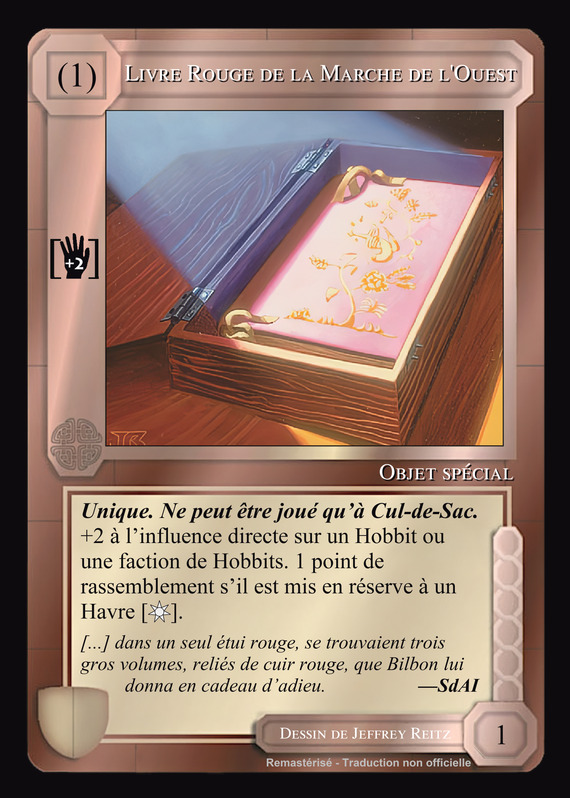 (1)
Livre Rouge de la Marche de l'Ouest
[+2]
JR
Objet spécial
Unique. Ne peut être joué qu’à Cul-de-Sac.
+2 à l’influence directe sur un Hobbit ou
une faction de Hobbits. 1 point de
rassemblement s’il est mis en réserve à un
Havre [ ].
[...] dans un seul étui rouge, se trouvaient trois
gros volumes, reliés de cuir rouge, que Bilbon lui
donna en cadeau d’adieu. —SdAI
Dessin de Jeffrey Reitz
1
Remastérisé - Traduction non officielle